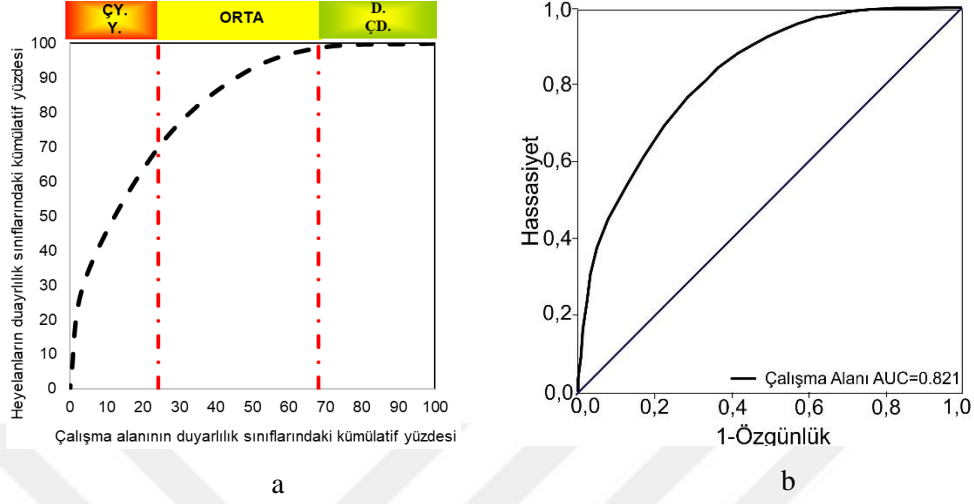 ÇY.
Y.
ORTA
D.
ÇD.
Heyelanların duayrlılık sınıflarındaki kümülatif yüzdesi
100
90
80
70
60
50
40
30
20
10
0
0 10 20 30 40 50 60 70 80 90 100
Çalışma alanının duyarlılık sınıflarındaki kümülatif yüzdesi
a
Hassasiyet
1,0
0,8
0,6
0,4
0,2
0,0
0,0 0,2 0,4 0,6 0,8 1,0
Çalışma Alanı AUC=0.821
1-Özgünlük
b